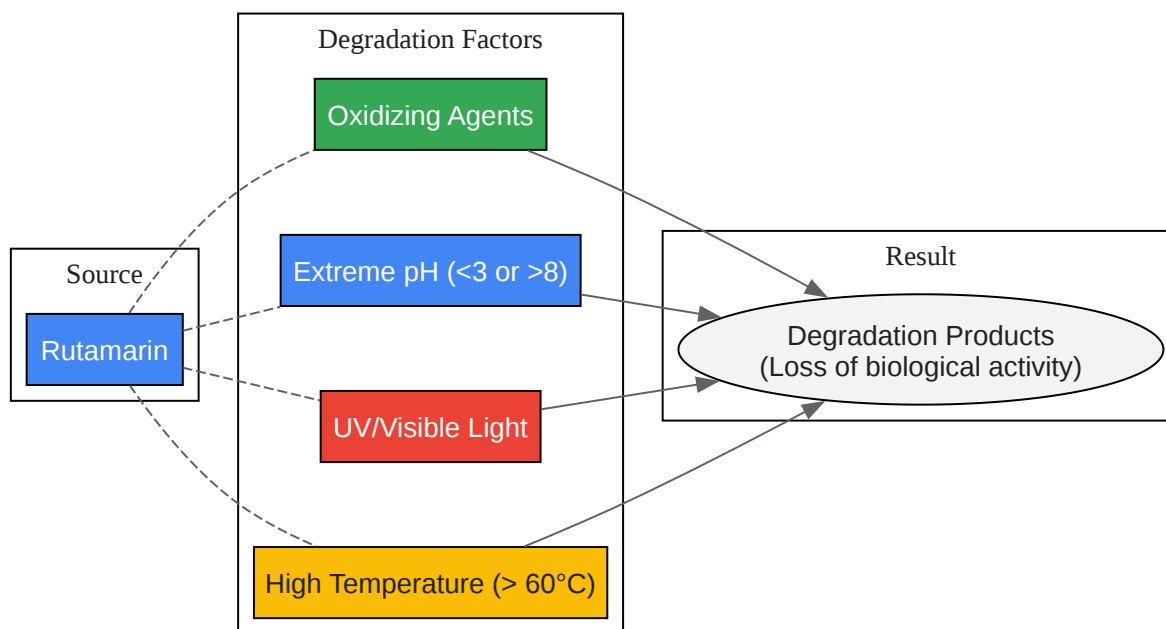 Degradation Factors
Oxidizing Agents
Source
Rutamarin
Extreme pH (<3 or >8)
UV/Visible Light
High Temperature (> 60°C)
Result
Degradation Products
(Loss of biological activity)